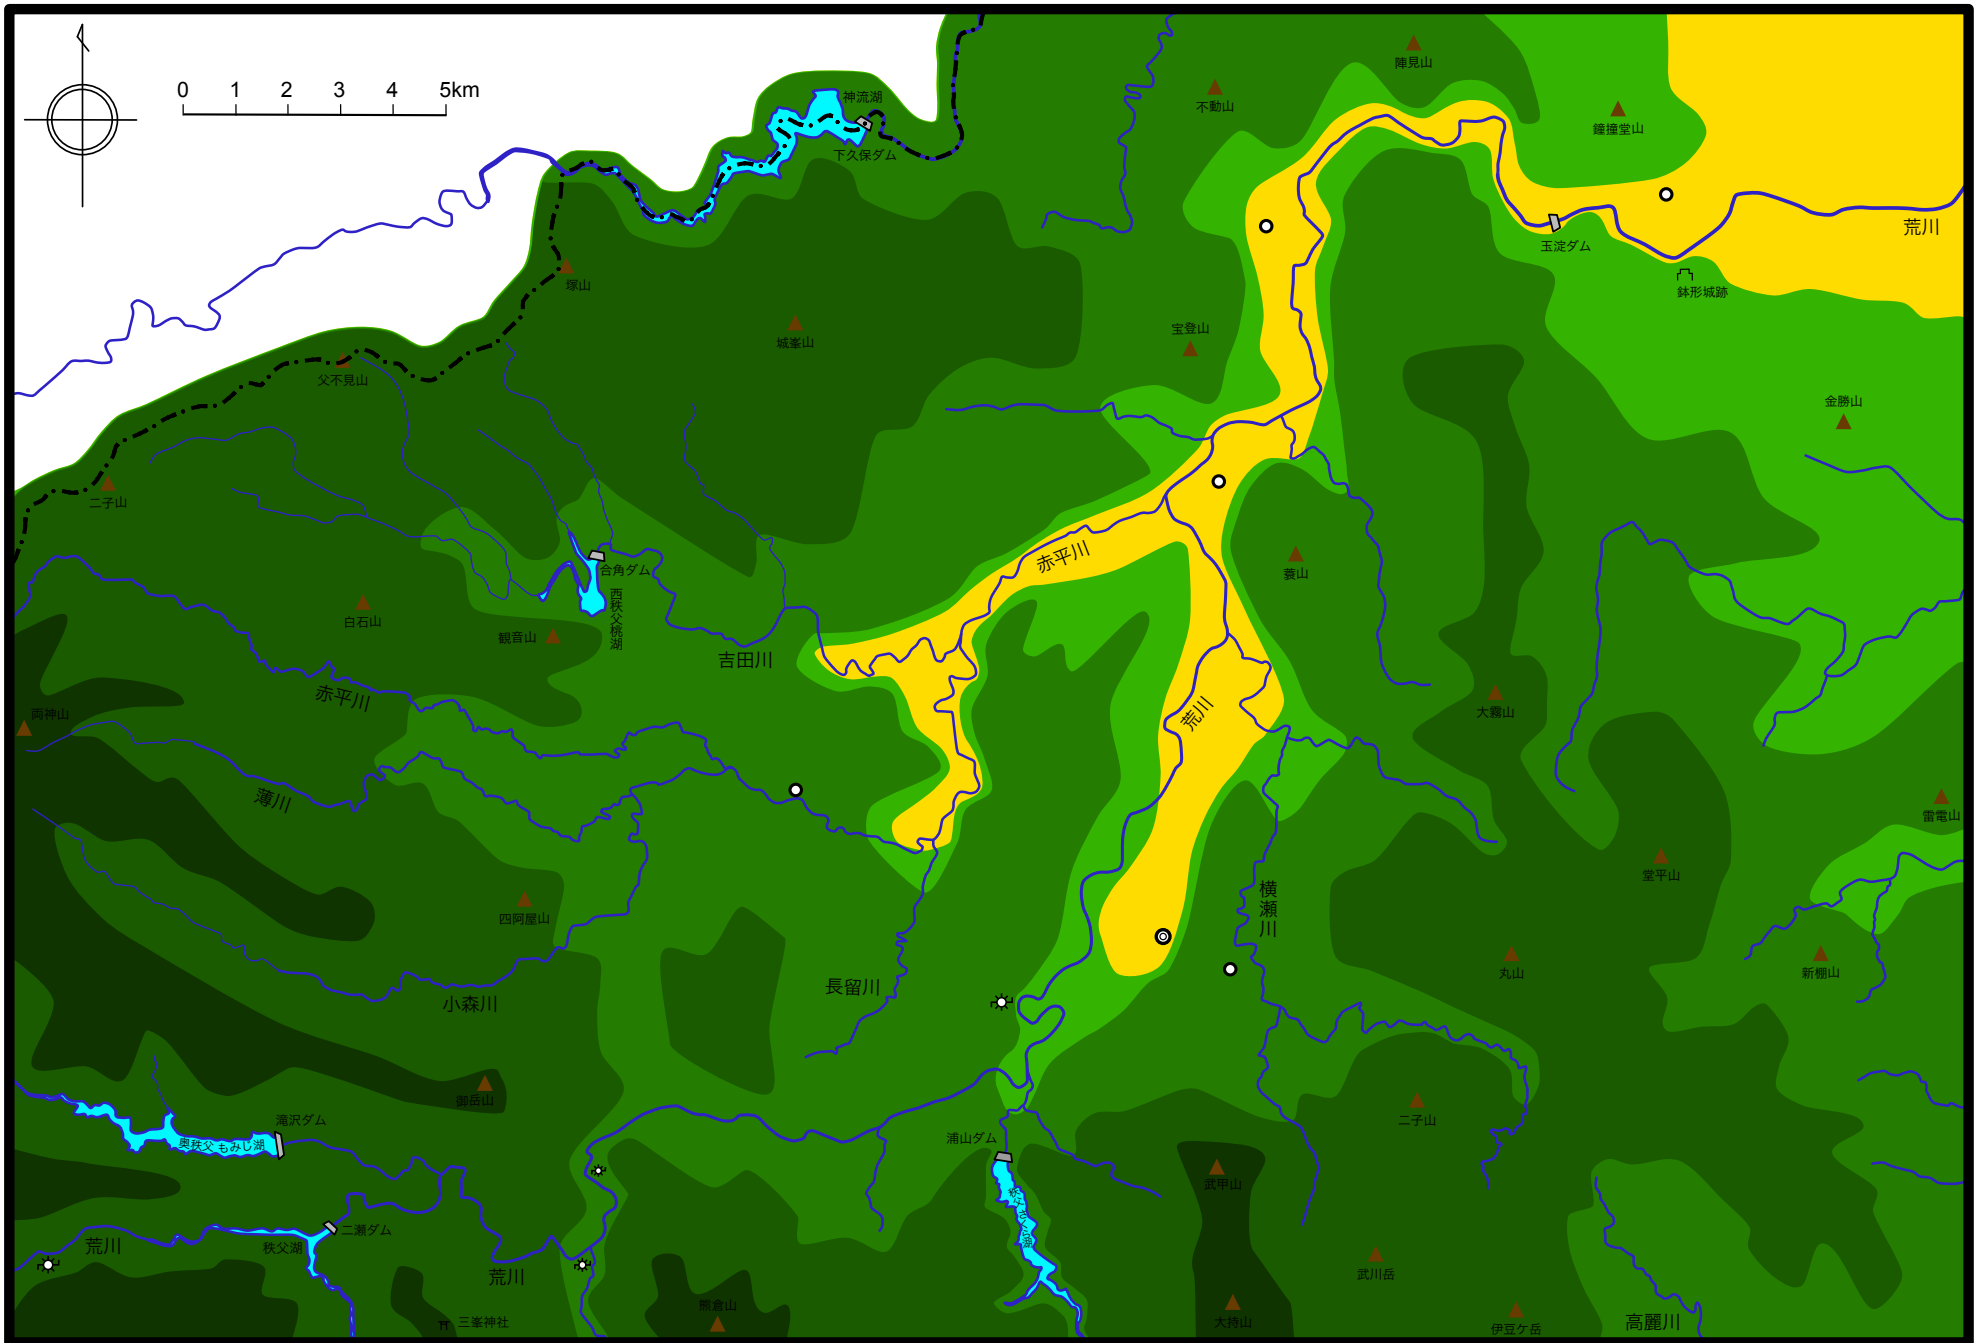 0 1 2 3 4 5km
神流湖
下久保ダム
陣見山
不動山
鐘撞堂山
玉淀ダム
荒川
鉢形城跡
塚山
城峯山
宝登山
父不見山
金勝山
二子山
赤平川
合角ダム
西秩父桃湖
蓑山
白石山
観音山
吉田川
赤平川
両神山
荒川
大霧山
薄川
雷電山
堂平山
横瀬川
四阿屋山
丸山
新棚山
長留川
小森川
御岳山
滝沢ダム
奥秩父もみじ湖
二子山
浦山ダム
武甲山
秩父さくら湖
二瀬ダム
秩父湖
荒川
荒川
武川岳
熊倉山
三峯神社
大持山
伊豆ケ岳
高麗川